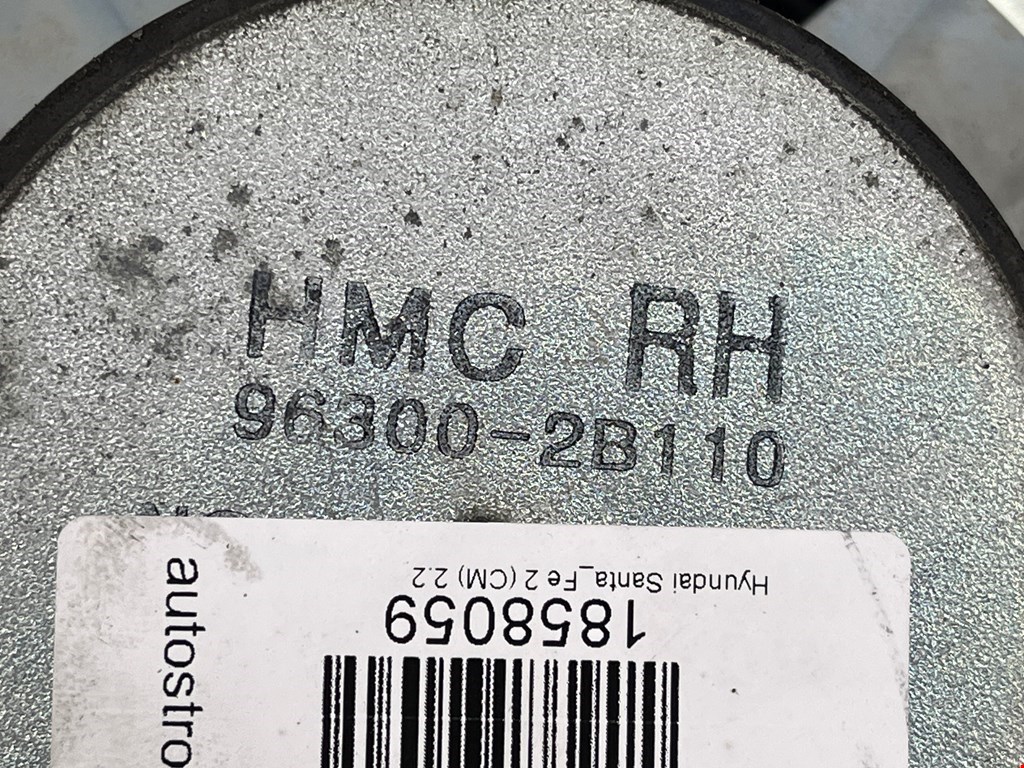 HMC RH
96300-2B110
Hyundai Santa_Fe 2 (CM) 2.2
1858059
autostro